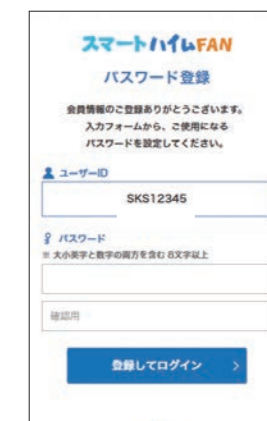 スマートハイムFAN
パスワード登録
会員情報のご登録ありがとうございます。
入力フォームから、ご使用になる
パスワードを設定してください。
ユーザーID
SKS12345
パスワード
※ 大小英字と数字の両方を含む 8文字以上
確認用
登録してログイン